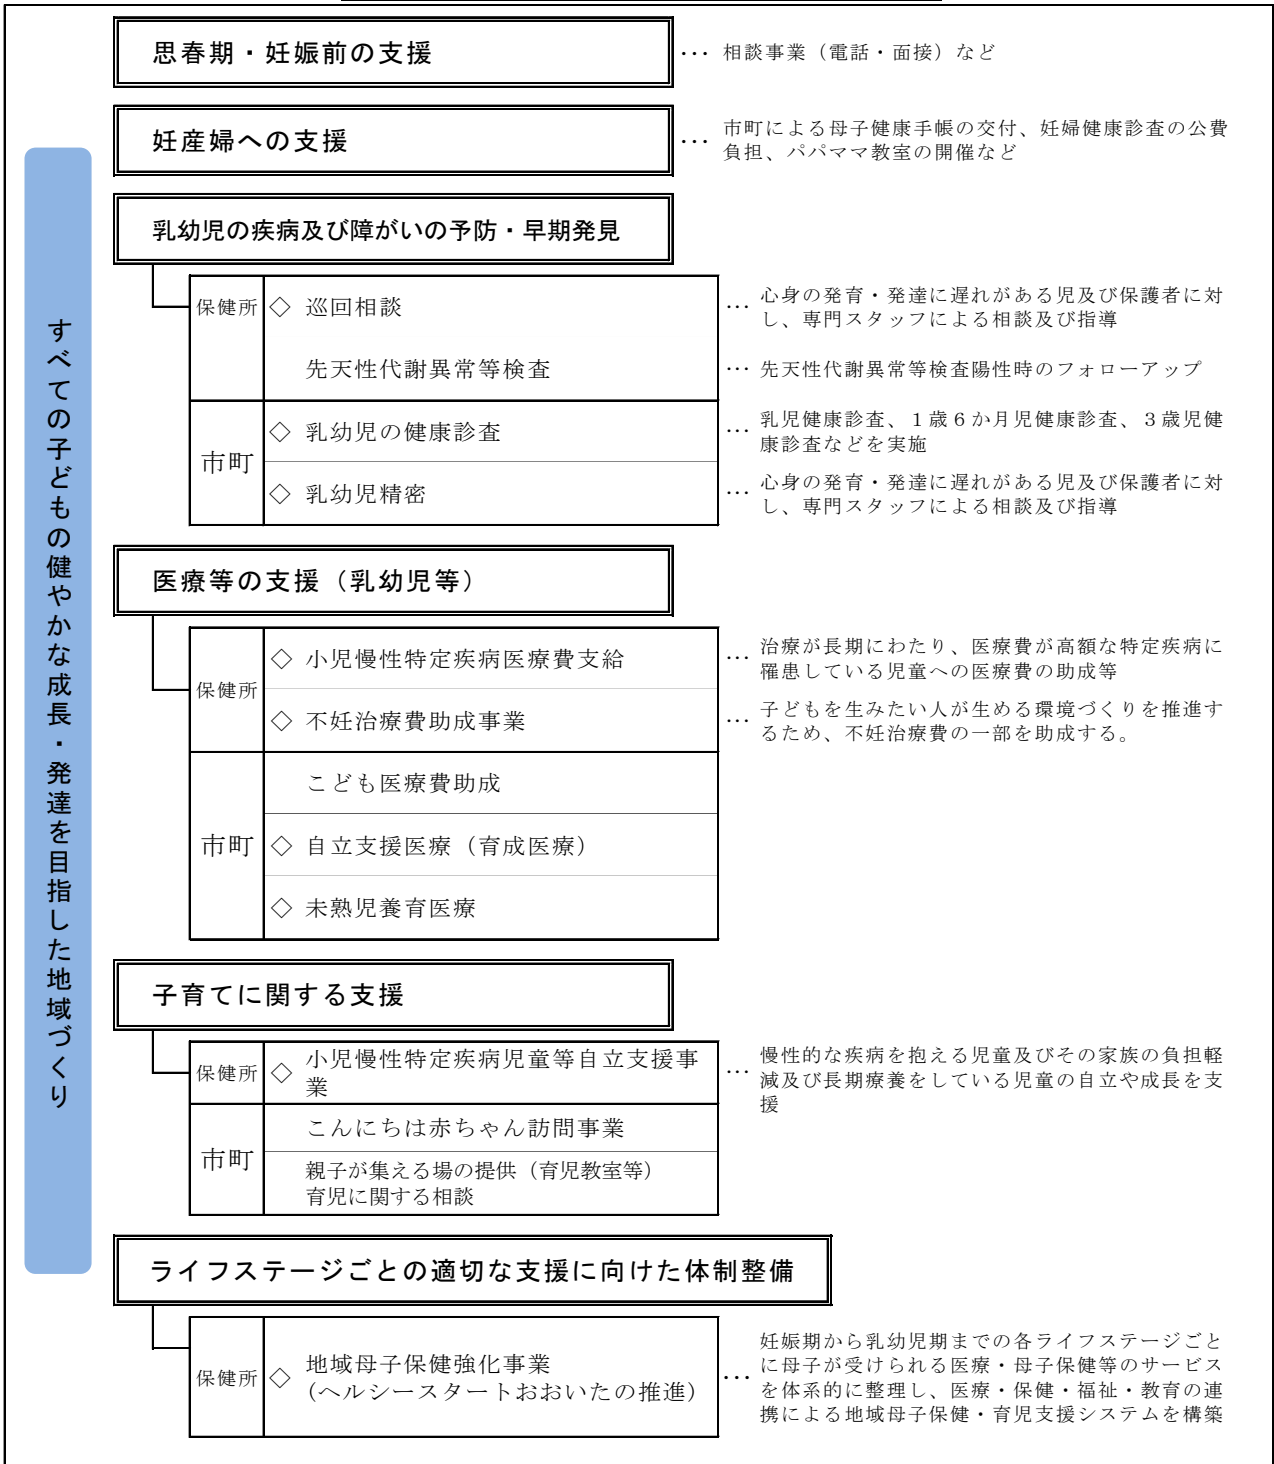 すべての子どもの健やかな成長・発達を目指した地域づくり
思春期・妊娠前の支援
… 相談事業（電話・面接）など
妊産婦への支援
… 市町による母子健康手帳の交付、妊婦健康診査の公費
負担、パパママ教室の開催など
乳幼児の疾病及び障がいの予防・早期発見
保健所
◇ 巡回相談
… 心身の発育・発達に遅れがある児及び保護者に対
し、専門スタッフによる相談及び指導
先天性代謝異常等検査
… 先天性代謝異常等検査陽性時のフォローアップ
市町
◇ 乳幼児の健康診査
… 乳児健康診査、１歳６か月児健康診査、３歳児健
康診査などを実施
◇ 乳幼児精密
… 心身の発育・発達に遅れがある児及び保護者に対
し、専門スタッフによる相談及び指導
医療等の支援（乳幼児等）
保健所
◇ 小児慢性特定疾病医療費支給
… 治療が長期にわたり、医療費が高額な特定疾病に
罹患している児童への医療費の助成等
◇ 不妊治療費助成事業
… 子どもを生みたい人が生める環境づくりを推進す
るため、不妊治療費の一部を助成する。
市町
こども医療費助成
◇ 自立支援医療（育成医療）
◇ 未熟児養育医療
子育てに関する支援
保健所
◇ 小児慢性特定疾病児童等自立支援事
業
… 慢性的な疾病を抱える児童及びその家族の負担軽
減及び長期療養をしている児童の自立や成長を支
援
市町
こんにちは赤ちゃん訪問事業
親子が集える場の提供（育児教室等）
育児に関する相談
ライフステージごとの適切な支援に向けた体制整備
保健所
◇ 地域母子保健強化事業
(ヘルシースタートおおいたの推進)
… 妊娠期から乳幼児期までの各ライフステージごと
に母子が受けられる医療・母子保健等のサービス
を体系的に整理し、医療・保健・福祉・教育の連
携による地域母子保健・育児支援システムを構築